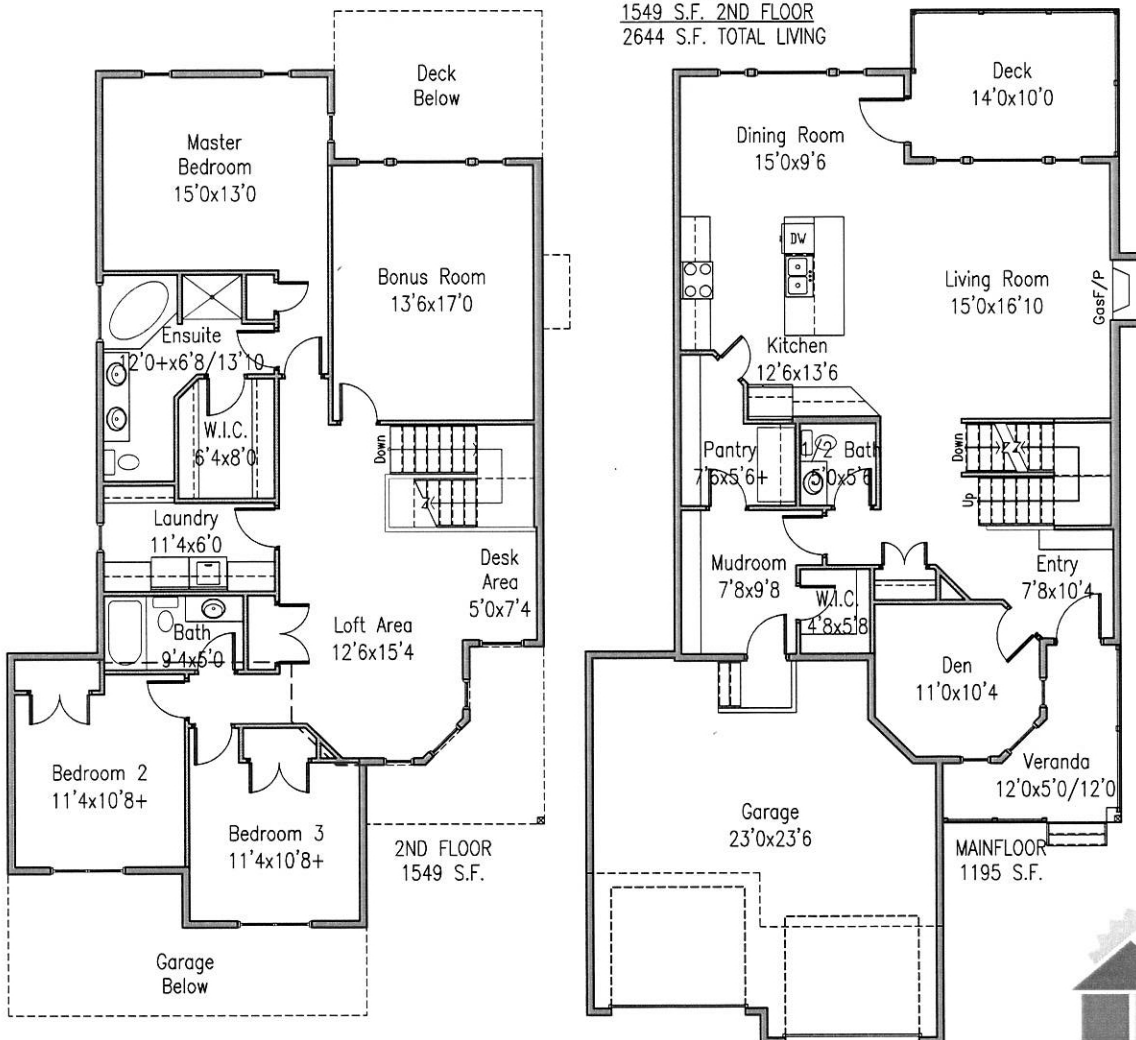 1549 S.F. 2ND FLOOR
2644 S.F. TOTAL LIVING
Deck
Below
Master
Bedroom
15'0x13'0
Bonus Room
13'6x17'0
Ensuite
12'0+x6'8/13'10
W.I.C.
6'4x8'0
Down
Laundry
11'4x6'0
Desk
Area
5'0x7'4
Bath
9'4x5'0
Loft Area
12'6x15'4
Bedroom 2
11'4x10'8+
Bedroom 3
11'4x10'8+
2ND FLOOR
1549 S.F.
Garage
Below
Deck
14'0x10'0
Dining Room
15'0x9'6
DW
Living Room
15'0x16'10
GasF/P
Kitchen
12'6x13'6
Pantry
7'6x5'6+
1/2 Bath
5'0x5'6
Down
Up
Mudroom
7'8x9'8
W.I.C.
4'8x5'8
Entry
7'8x10'4
Den
11'0x10'4
Veranda
12'0x5'0/12'0
Garage
23'0x23'6
MAINFLOOR
1195 S.F.